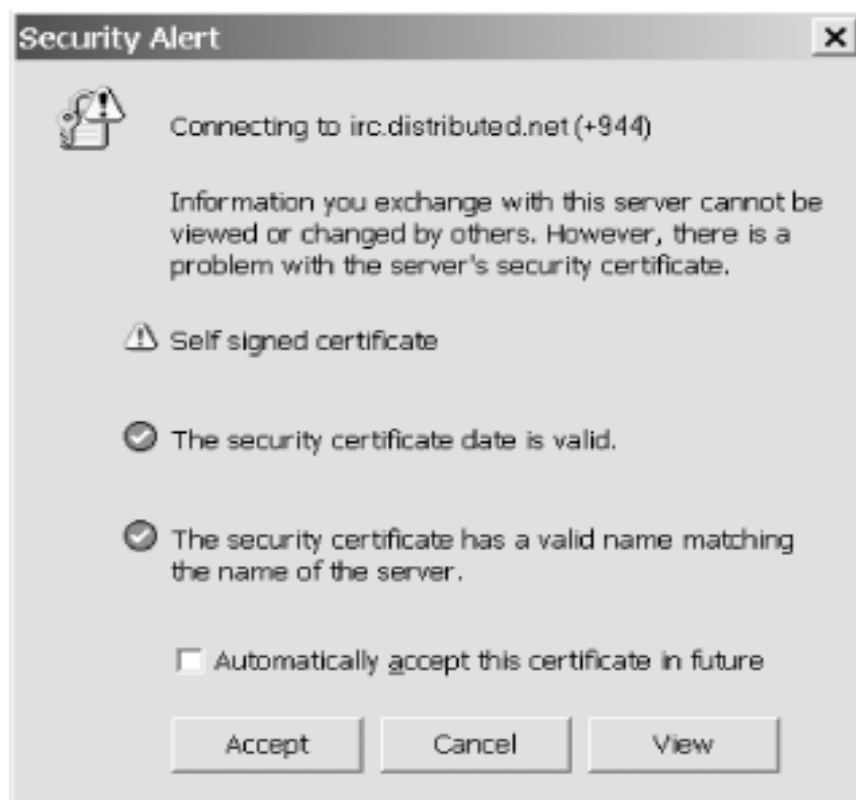 Security Alert
Connecting to irc.distributed.net (+944)
Information you exchange with this server cannot be
viewed or changed by others. However, there is a
problem with the server's security certificate.
Self signed certificate
The security certificate date is valid.
The security certificate has a valid name matching
the name of the server.
Automatically accept this certificate in future
Accept Cancel View